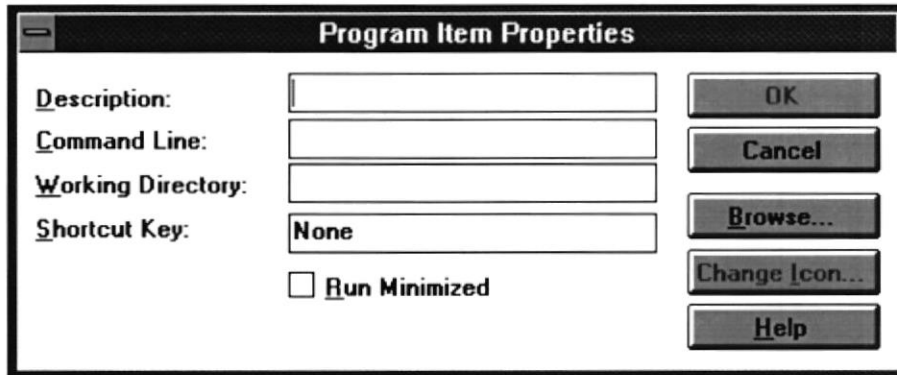 Program Item Properties
Description:
Command Line:
Working Directory:
Shortcut Key: None
Run Minimized
OK
Cancel
Browse...
Change Icon...
Help